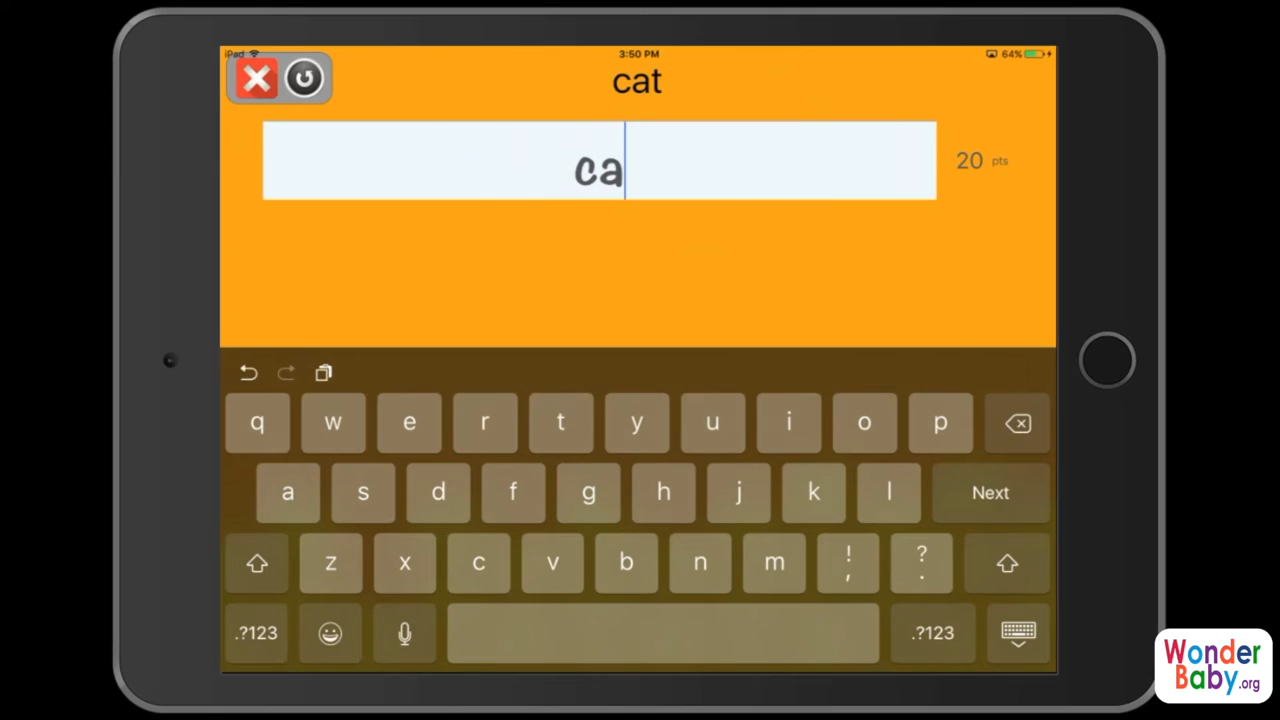 iPad 3:50 PM 64%
cat
ca
20 pts
q w e r t y u i o p
a s d f g h j k l Next
z x c v b n m ! , ? .
.?123 .?123
Wonder
Baby.org